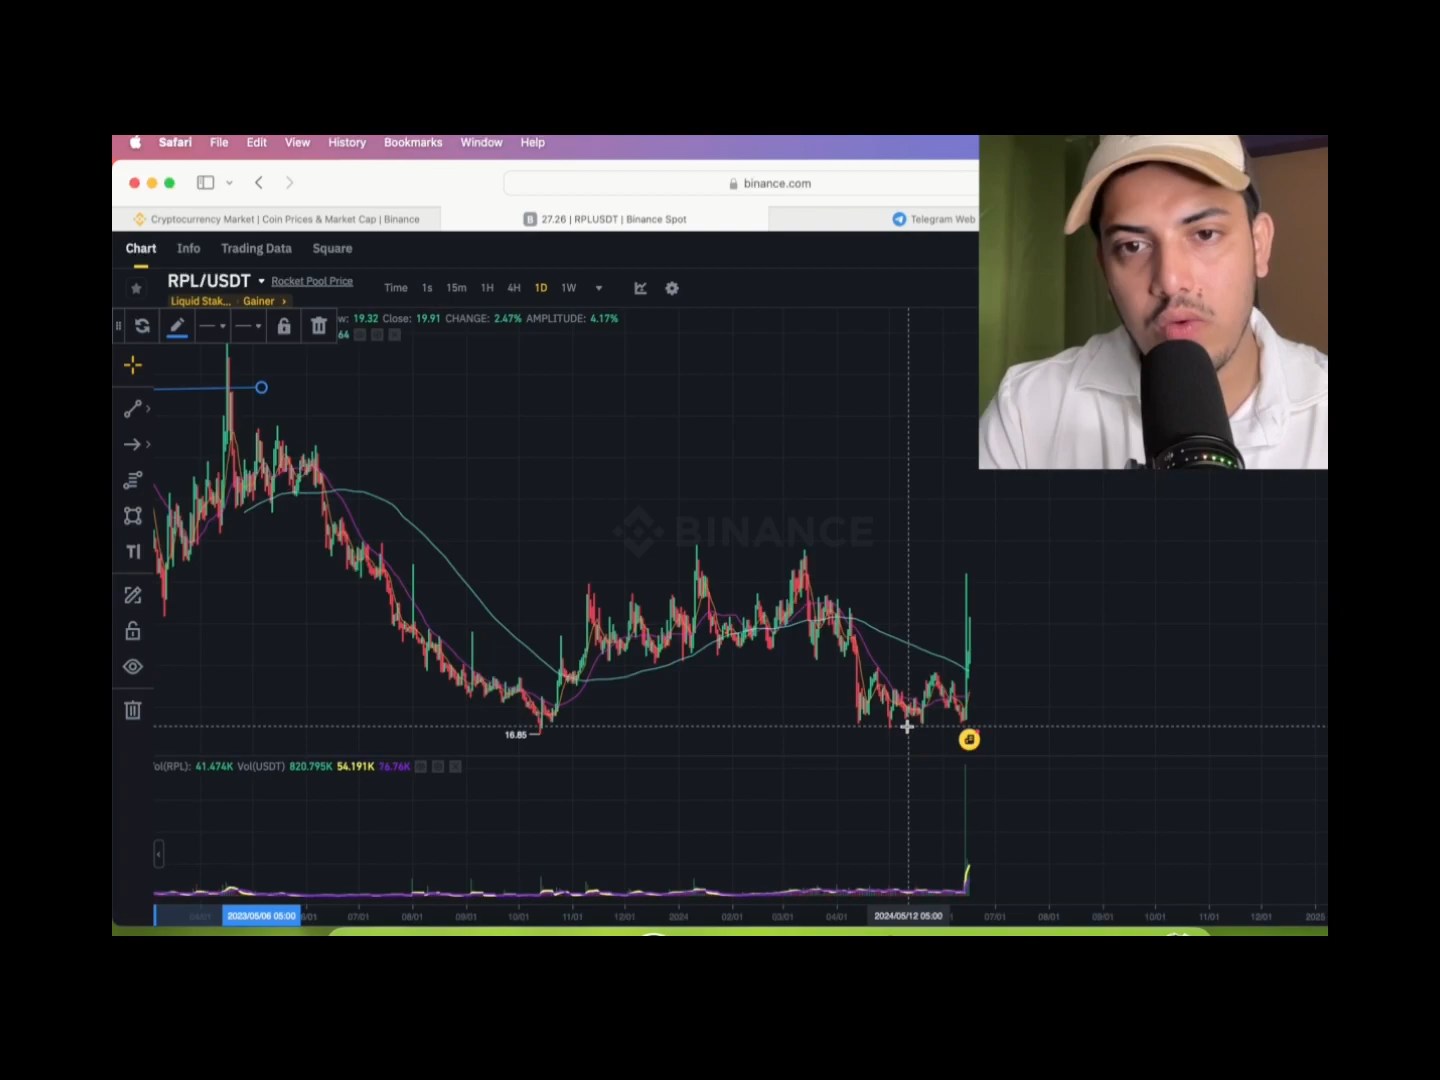 Safari File Edit View History Bookmarks Window Help
binance.com
Cryptocurrency Market | Coin Prices & Market Cap | Binance
27.26 | RPLUSDT | Binance Spot
Telegram Web
Chart Info Trading Data Square
RPL/USDT Rocket Pool Price Time 1s 15m 1H 4H 1D 1W
Liquid Stak... Gainer
w: 19.32 Close: 19.91 CHANGE: 2.47% AMPLITUDE: 4.17%
64
BINANCE
16.85
ol(RPL): 41.474K Vol(USDT) 820.795K 54.191K 76.76K
2023/05/06 05:00 6/01 07/01 08/01 09/01 10/01 11/01 12/01 2024 02/01 03/01 04/01 2024/05/12 05:00 07/01 08/01 09/01 10/01 11/01 12/01 2025